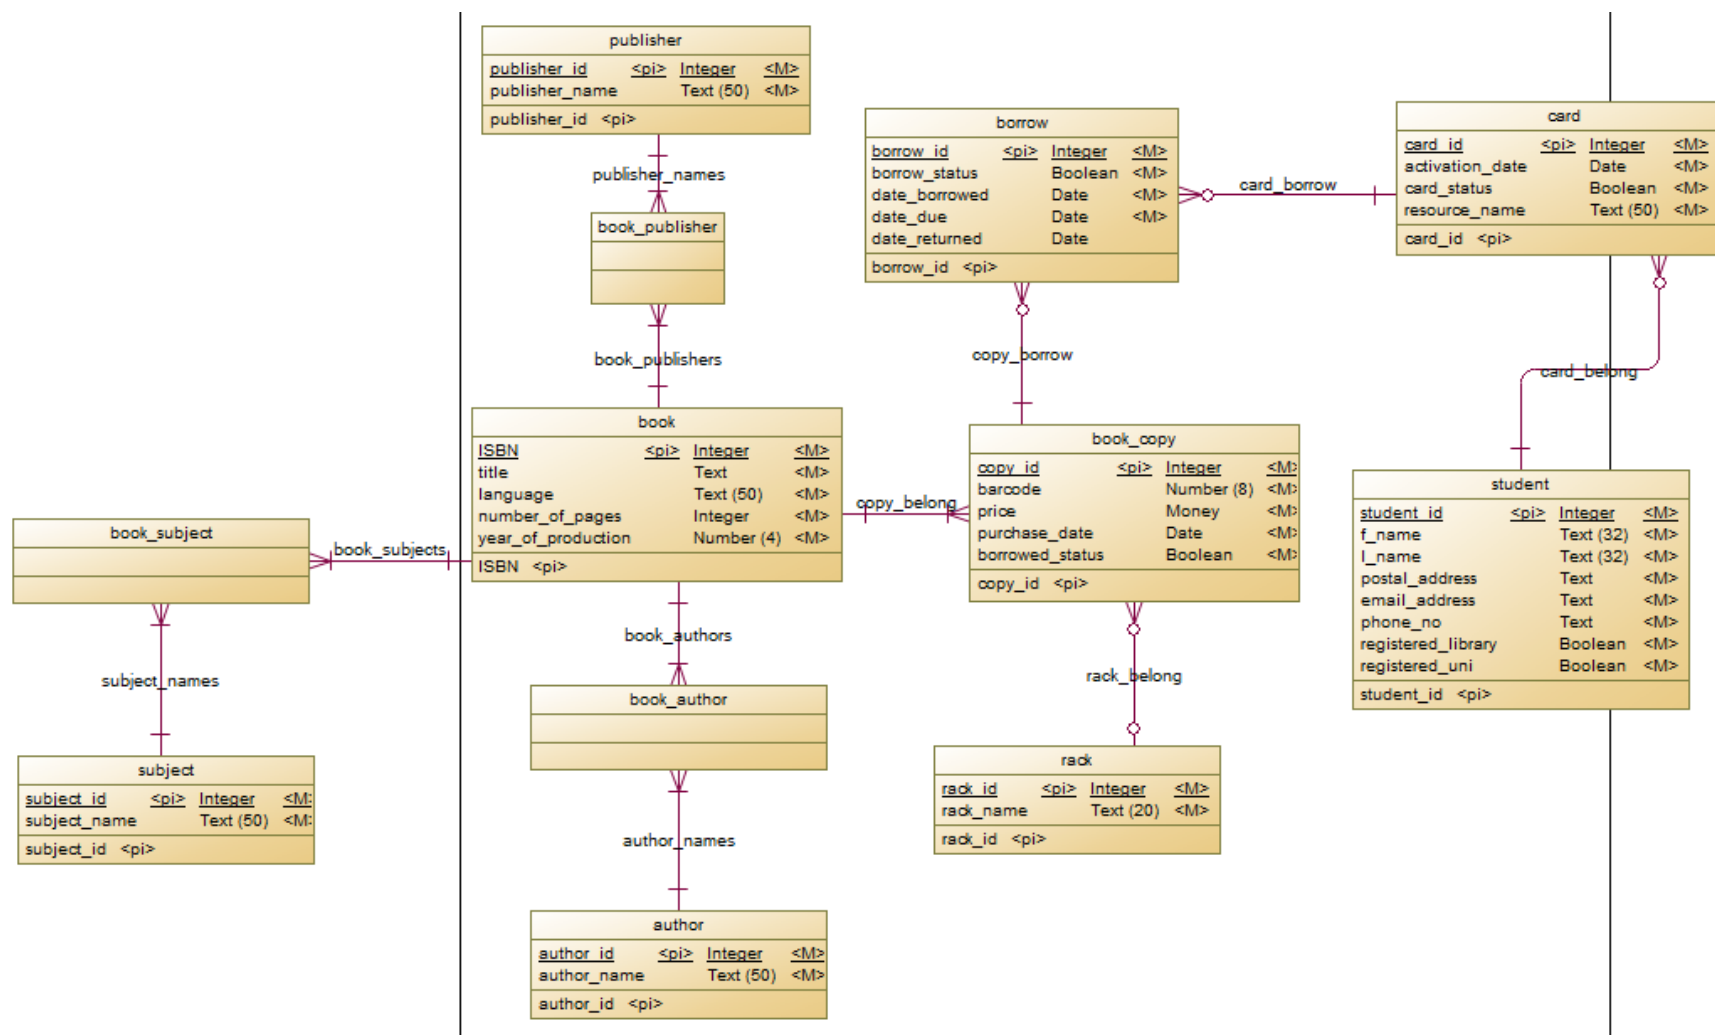 publisher
publisher_id <pi> Integer <M>
publisher_name Text (50) <M>
publisher_id <pi>
publisher_names
book_publisher
book_publishers
borrow
borrow_id <pi> Integer <M>
borrow_status Boolean <M>
date_borrowed Date <M>
date_due Date <M>
date_returned Date
borrow_id <pi>
card_borrow
card
card_id <pi> Integer <M>
activation_date Date <M>
card_status Boolean <M>
resource_name Text (50) <M>
card_id <pi>
copy_borrow
card_belong
book
ISBN <pi> Integer <M>
title Text <M>
language Text (50) <M>
number_of_pages Integer <M>
year_of_production Number (4) <M>
ISBN <pi>
copy_belong
book_copy
copy_id <pi> Integer <M>
barcode Number (8) <M>
price Money <M>
purchase_date Date <M>
borrowed_status Boolean <M>
copy_id <pi>
student
student_id <pi> Integer <M>
f_name Text (32) <M>
l_name Text (32) <M>
postal_address Text <M>
email_address Text <M>
phone_no Text <M>
registered_library Boolean <M>
registered_uni Boolean <M>
student_id <pi>
book_subject
book_subjects
subject_names
subject
subject_id <pi> Integer <M>
subject_name Text (50) <M>
subject_id <pi>
book_authors
book_author
author_names
author
author_id <pi> Integer <M>
author_name Text (50) <M>
author_id <pi>
rack_belong
rack
rack_id <pi> Integer <M>
rack_name Text (20) <M>
rack_id <pi>